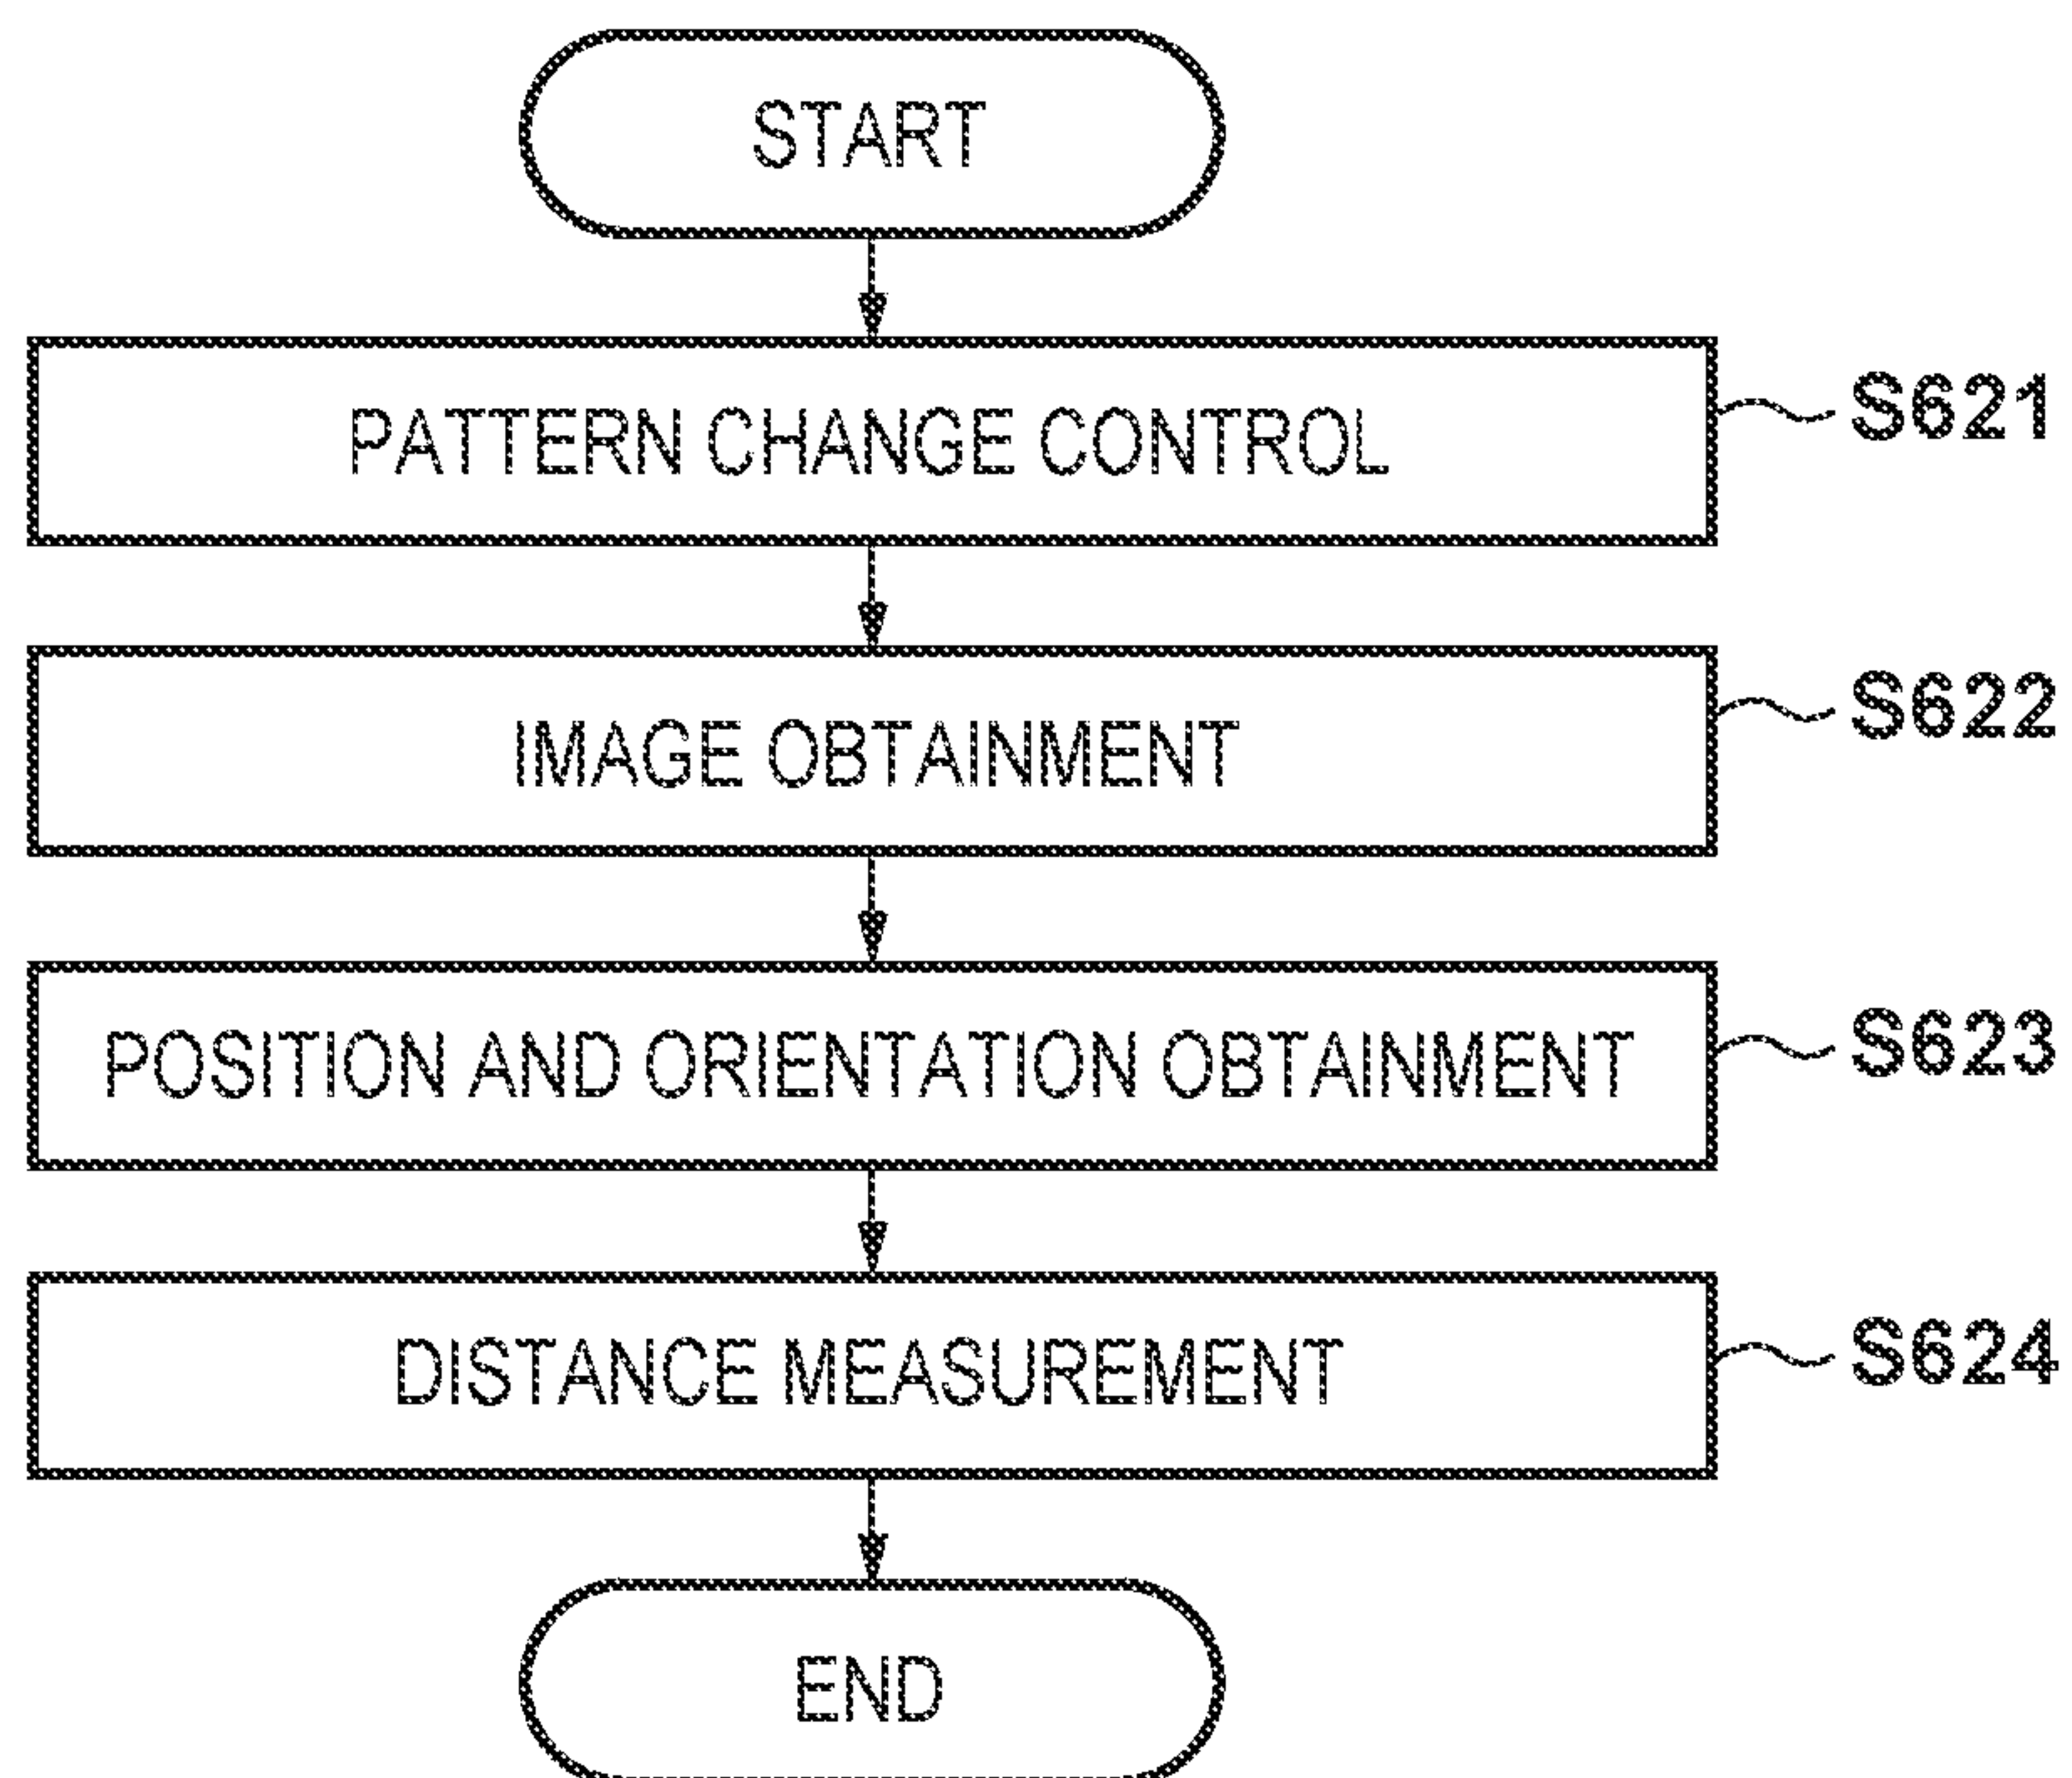 START
PATTERN CHANGE CONTROL
S621
IMAGE OBTAINMENT
S622
POSITION AND ORIENTATION OBTAINMENT
S623
DISTANCE MEASUREMENT
S624
END